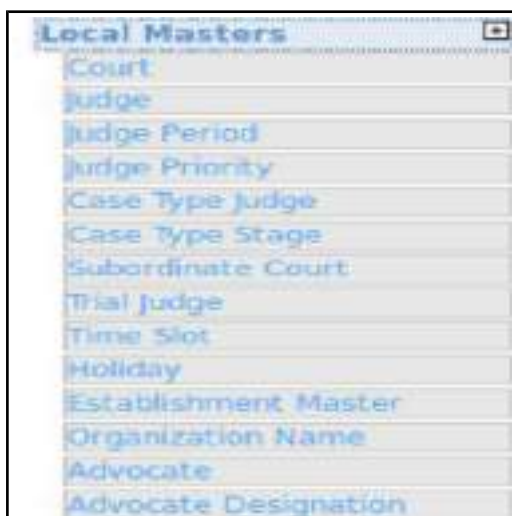 Local Masters
Court
Judge
Judge Period
Judge Priority
Case Type Judge
Case Type Stage
Subordinate Court
Trial Judge
Time Slot
Holiday
Establishment Master
Organization Name
Advocate
Advocate Designation